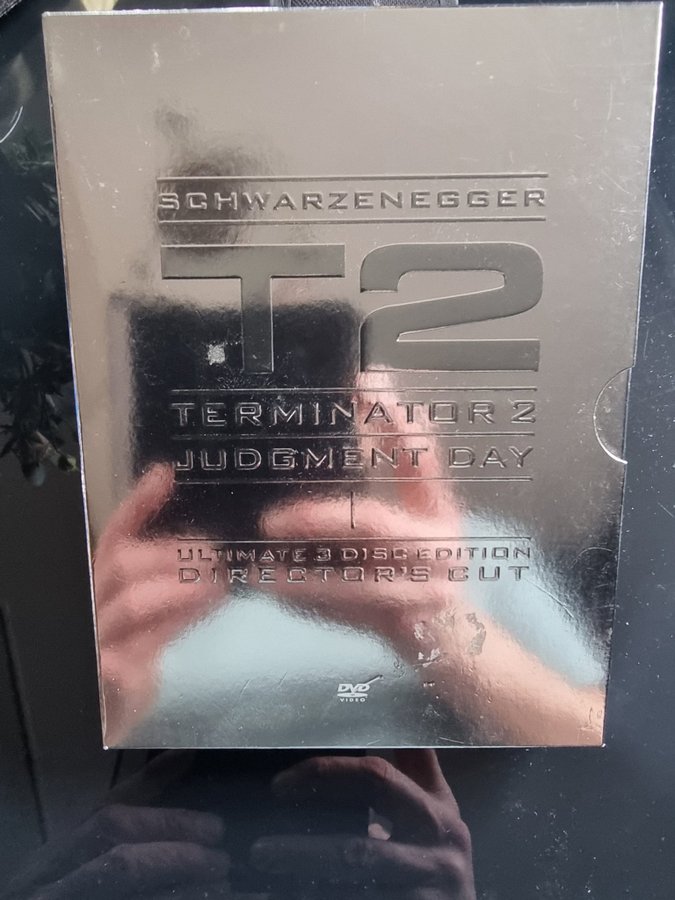 SCHWARZENEGGER
T2
TERMINATOR 2
JUDGMENT DAY
ULTIMATE 3 DISC EDITION
DIRECTOR'S CUT
DVD
VIDEO